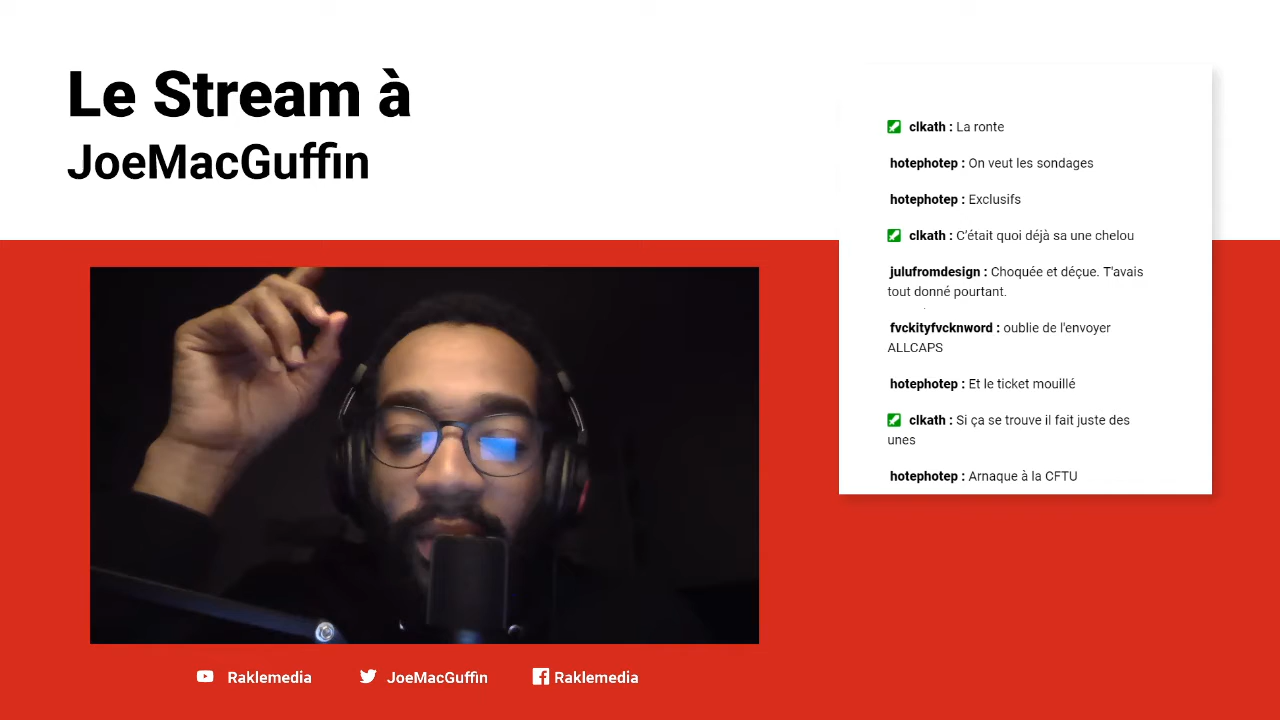 Le Stream à
JoeMacGuffin
clkath : La ronte
hotephotep : On veut les sondages
hotephotep : Exclusifs
clkath : C'était quoi déjà sa une chelou
julufromdesign : Choquée et déçue. T'avais
tout donné pourtant.
fvckityfvcknword : oublie de l'envoyer
ALLCAPS
hotephotep : Et le ticket mouillé
clkath : Si ça se trouve il fait juste des
unes
hotephotep : Arnaque à la CFTU
Raklemedia
JoeMacGuffin
Raklemedia